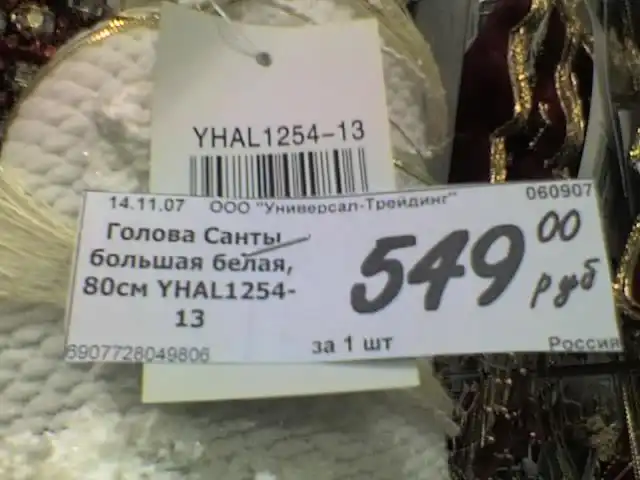 YHAL1254-13
14.11.07 ООО "Универсал-Трейдинг" 060907
Голова Санты
большая белая,
80см YHAL1254-
13
549 00
руб
за 1 шт
6907728049806
Россия